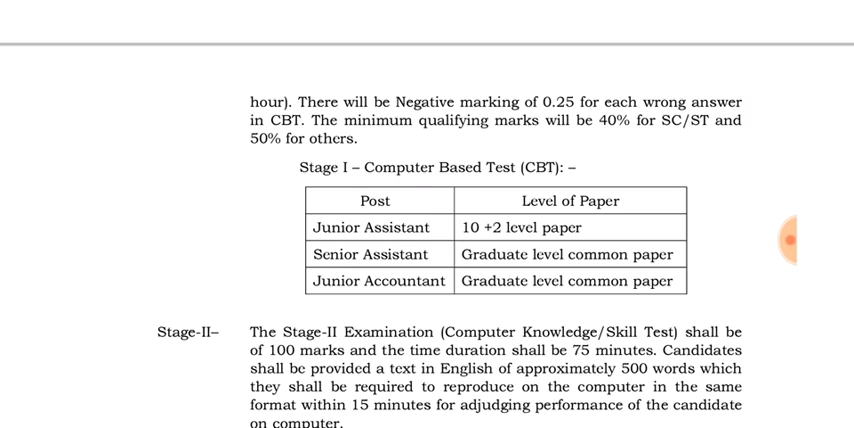 hour). There will be Negative marking of 0.25 for each wrong answer
in CBT. The minimum qualifying marks will be 40% for SC/ST and
50% for others.
Stage I – Computer Based Test (CBT): –
Post Level of Paper
Junior Assistant 10 +2 level paper
Senior Assistant Graduate level common paper
Junior Accountant Graduate level common paper
Stage-II– The Stage-II Examination (Computer Knowledge/Skill Test) shall be
of 100 marks and the time duration shall be 75 minutes. Candidates
shall be provided a text in English of approximately 500 words which
they shall be required to reproduce on the computer in the same
format within 15 minutes for adjudging performance of the candidate
on computer.